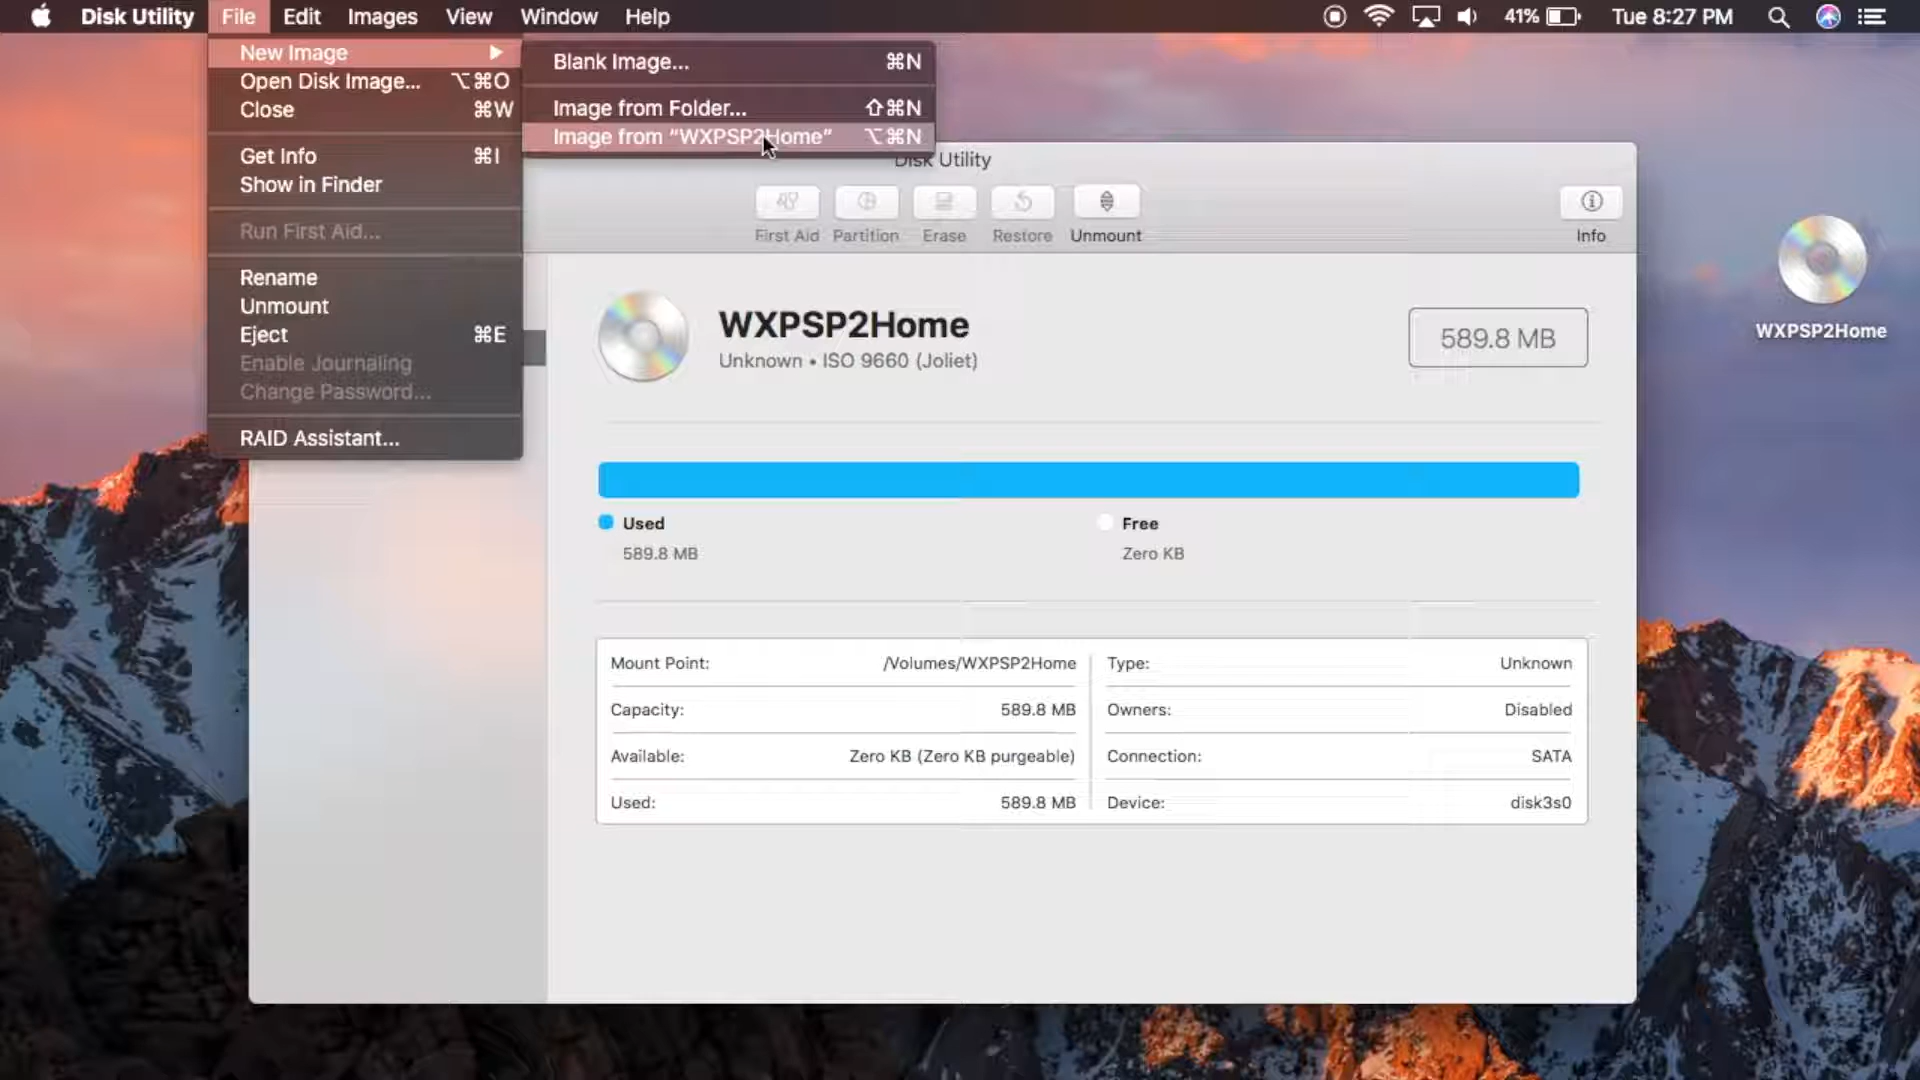 Disk Utility File Edit Images View Window Help 41% Tue 8:27 PM
New Image
Open Disk Image... ⌥⌘O
Close ⌘W
Get Info ⌘I
Show in Finder
Run First Aid...
Rename
Unmount
Eject ⌘E
Enable Journaling
Change Password...
RAID Assistant...
Blank Image... ⌘N
Image from Folder... ⇧⌘N
Image from “WXPSP2Home” ⌥⌘N
Disk Utility
First Aid Partition Erase Restore Unmount Info
WXPSP2Home
Unknown • ISO 9660 (Joliet)
589.8 MB
Used
589.8 MB
Free
Zero KB
Mount Point: /Volumes/WXPSP2Home
Capacity: 589.8 MB
Available: Zero KB (Zero KB purgeable)
Used: 589.8 MB
Type: Unknown
Owners: Disabled
Connection: SATA
Device: disk3s0
WXPSP2Home